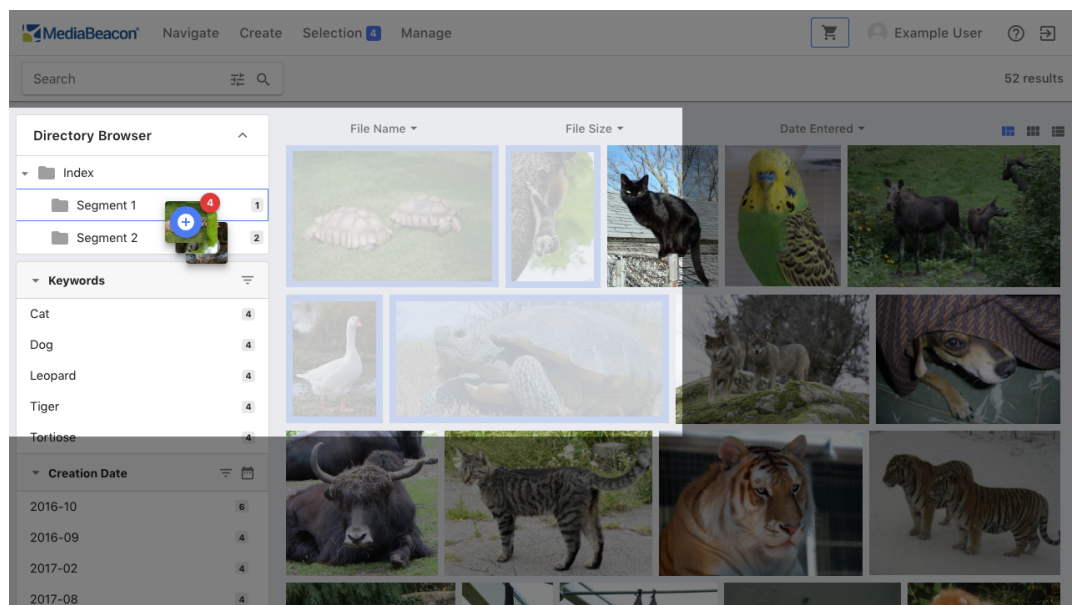 MediaBeacon® Navigate Create Selection 4 Manage Example User
Search 52 results
Directory Browser File Name File Size Date Entered
Index
Segment 1 4 1
Segment 2 2
Keywords
Cat 4
Dog 4
Leopard 4
Tiger 4
Tortiose 4
Creation Date
2016-10 6
2016-09 4
2017-02 4
2017-08 4